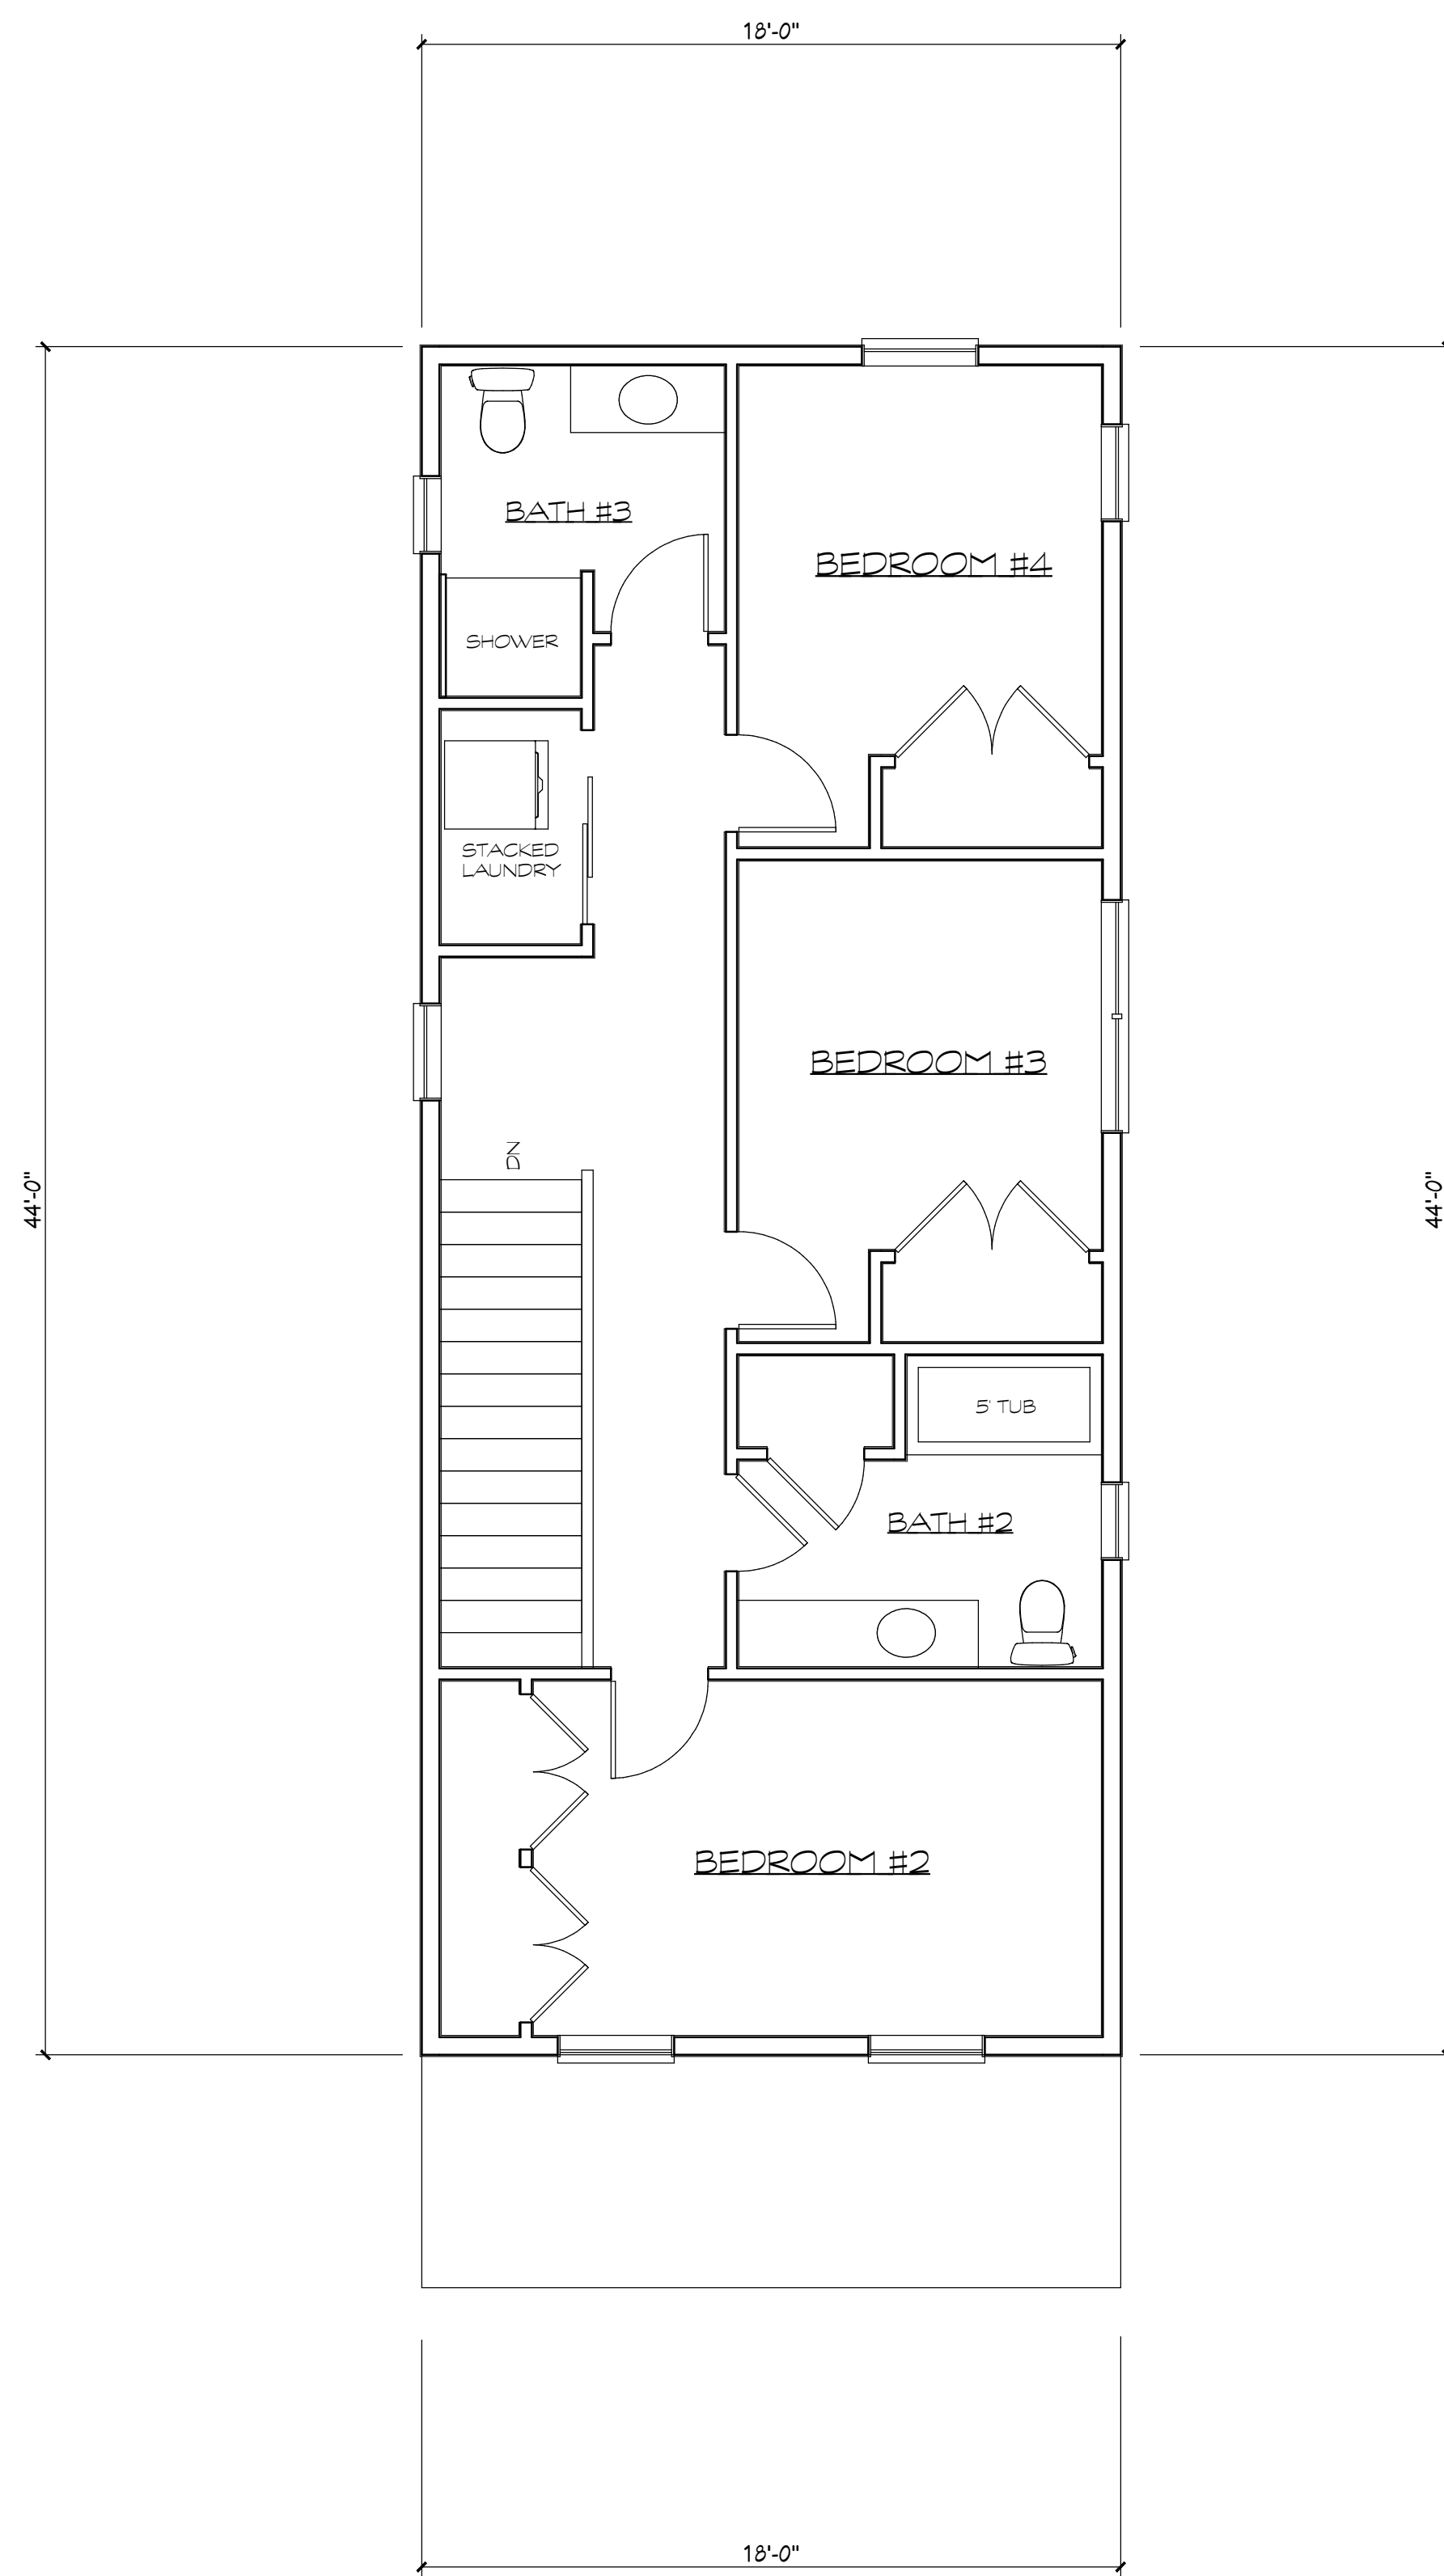 18'-0"
BATH #3
BEDROOM #4
SHOWER
STACKED
LAUNDRY
BEDROOM #3
DN
44'-0"
44'-0"
5' TUB
BATH #2
BEDROOM #2
18'-0"